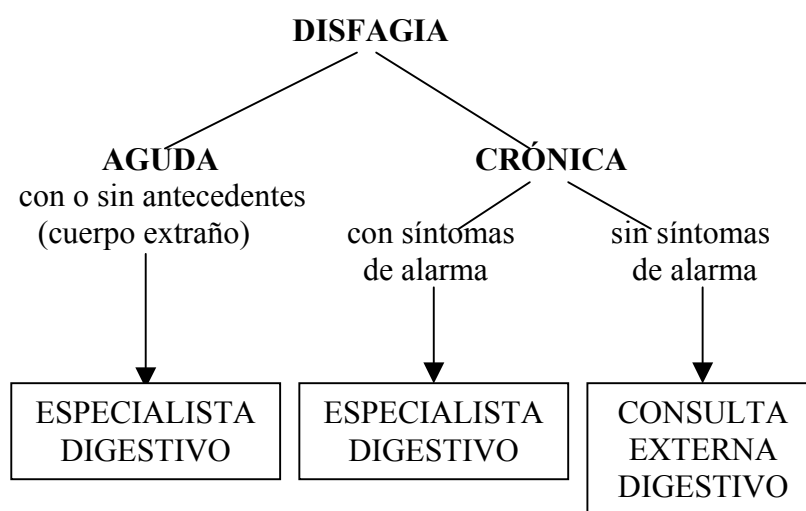 DISFAGIA
AGUDA
con o sin antecedentes
(cuerpo extraño)
CRÓNICA
con síntomas
de alarma
sin síntomas
de alarma
ESPECIALISTA
DIGESTIVO
ESPECIALISTA
DIGESTIVO
CONSULTA
EXTERNA
DIGESTIVO